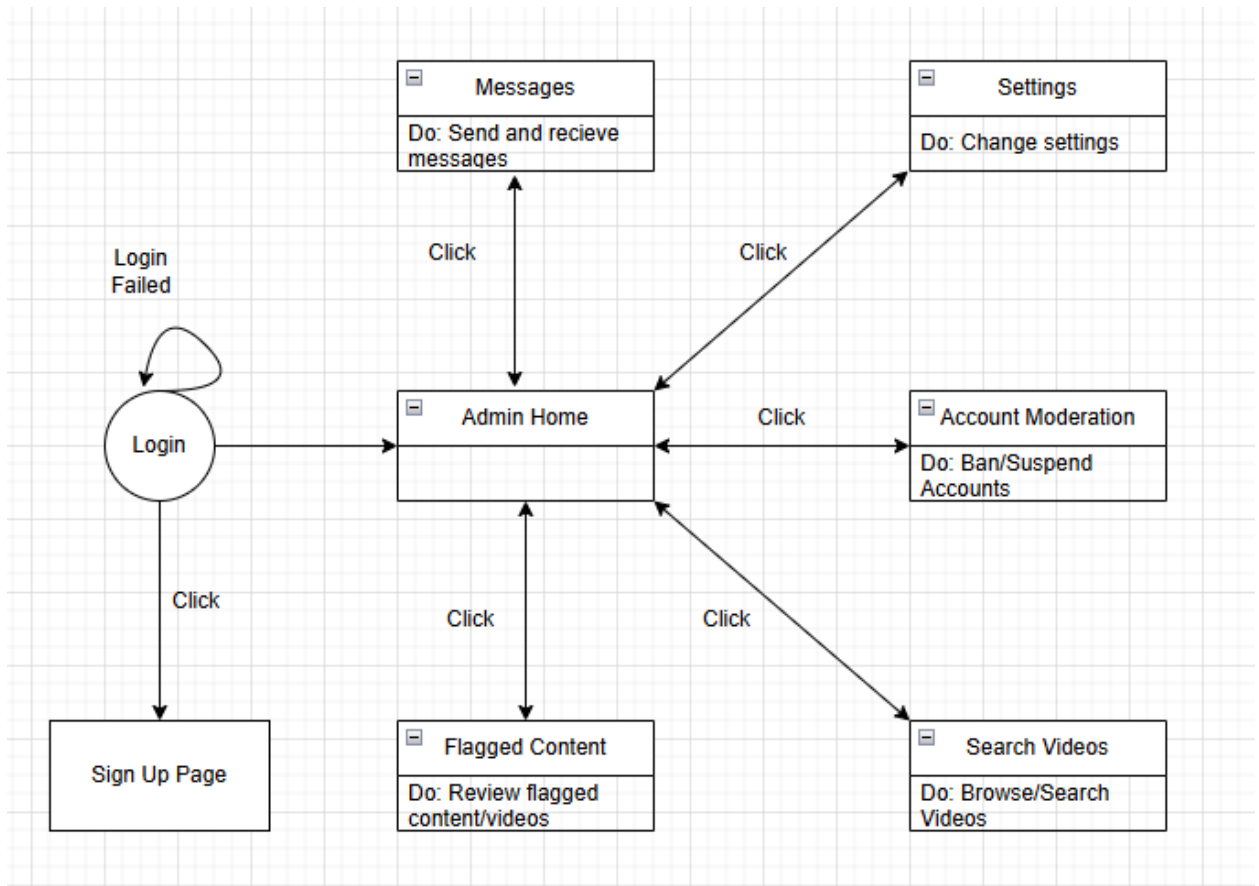 Messages
Do: Send and recieve
messages
Settings
Do: Change settings
Click
Click
Login
Failed
Login
Admin Home
Click
Account Moderation
Do: Ban/Suspend
Accounts
Click
Click
Click
Sign Up Page
Flagged Content
Do: Review flagged
content/videos
Search Videos
Do: Browse/Search
Videos